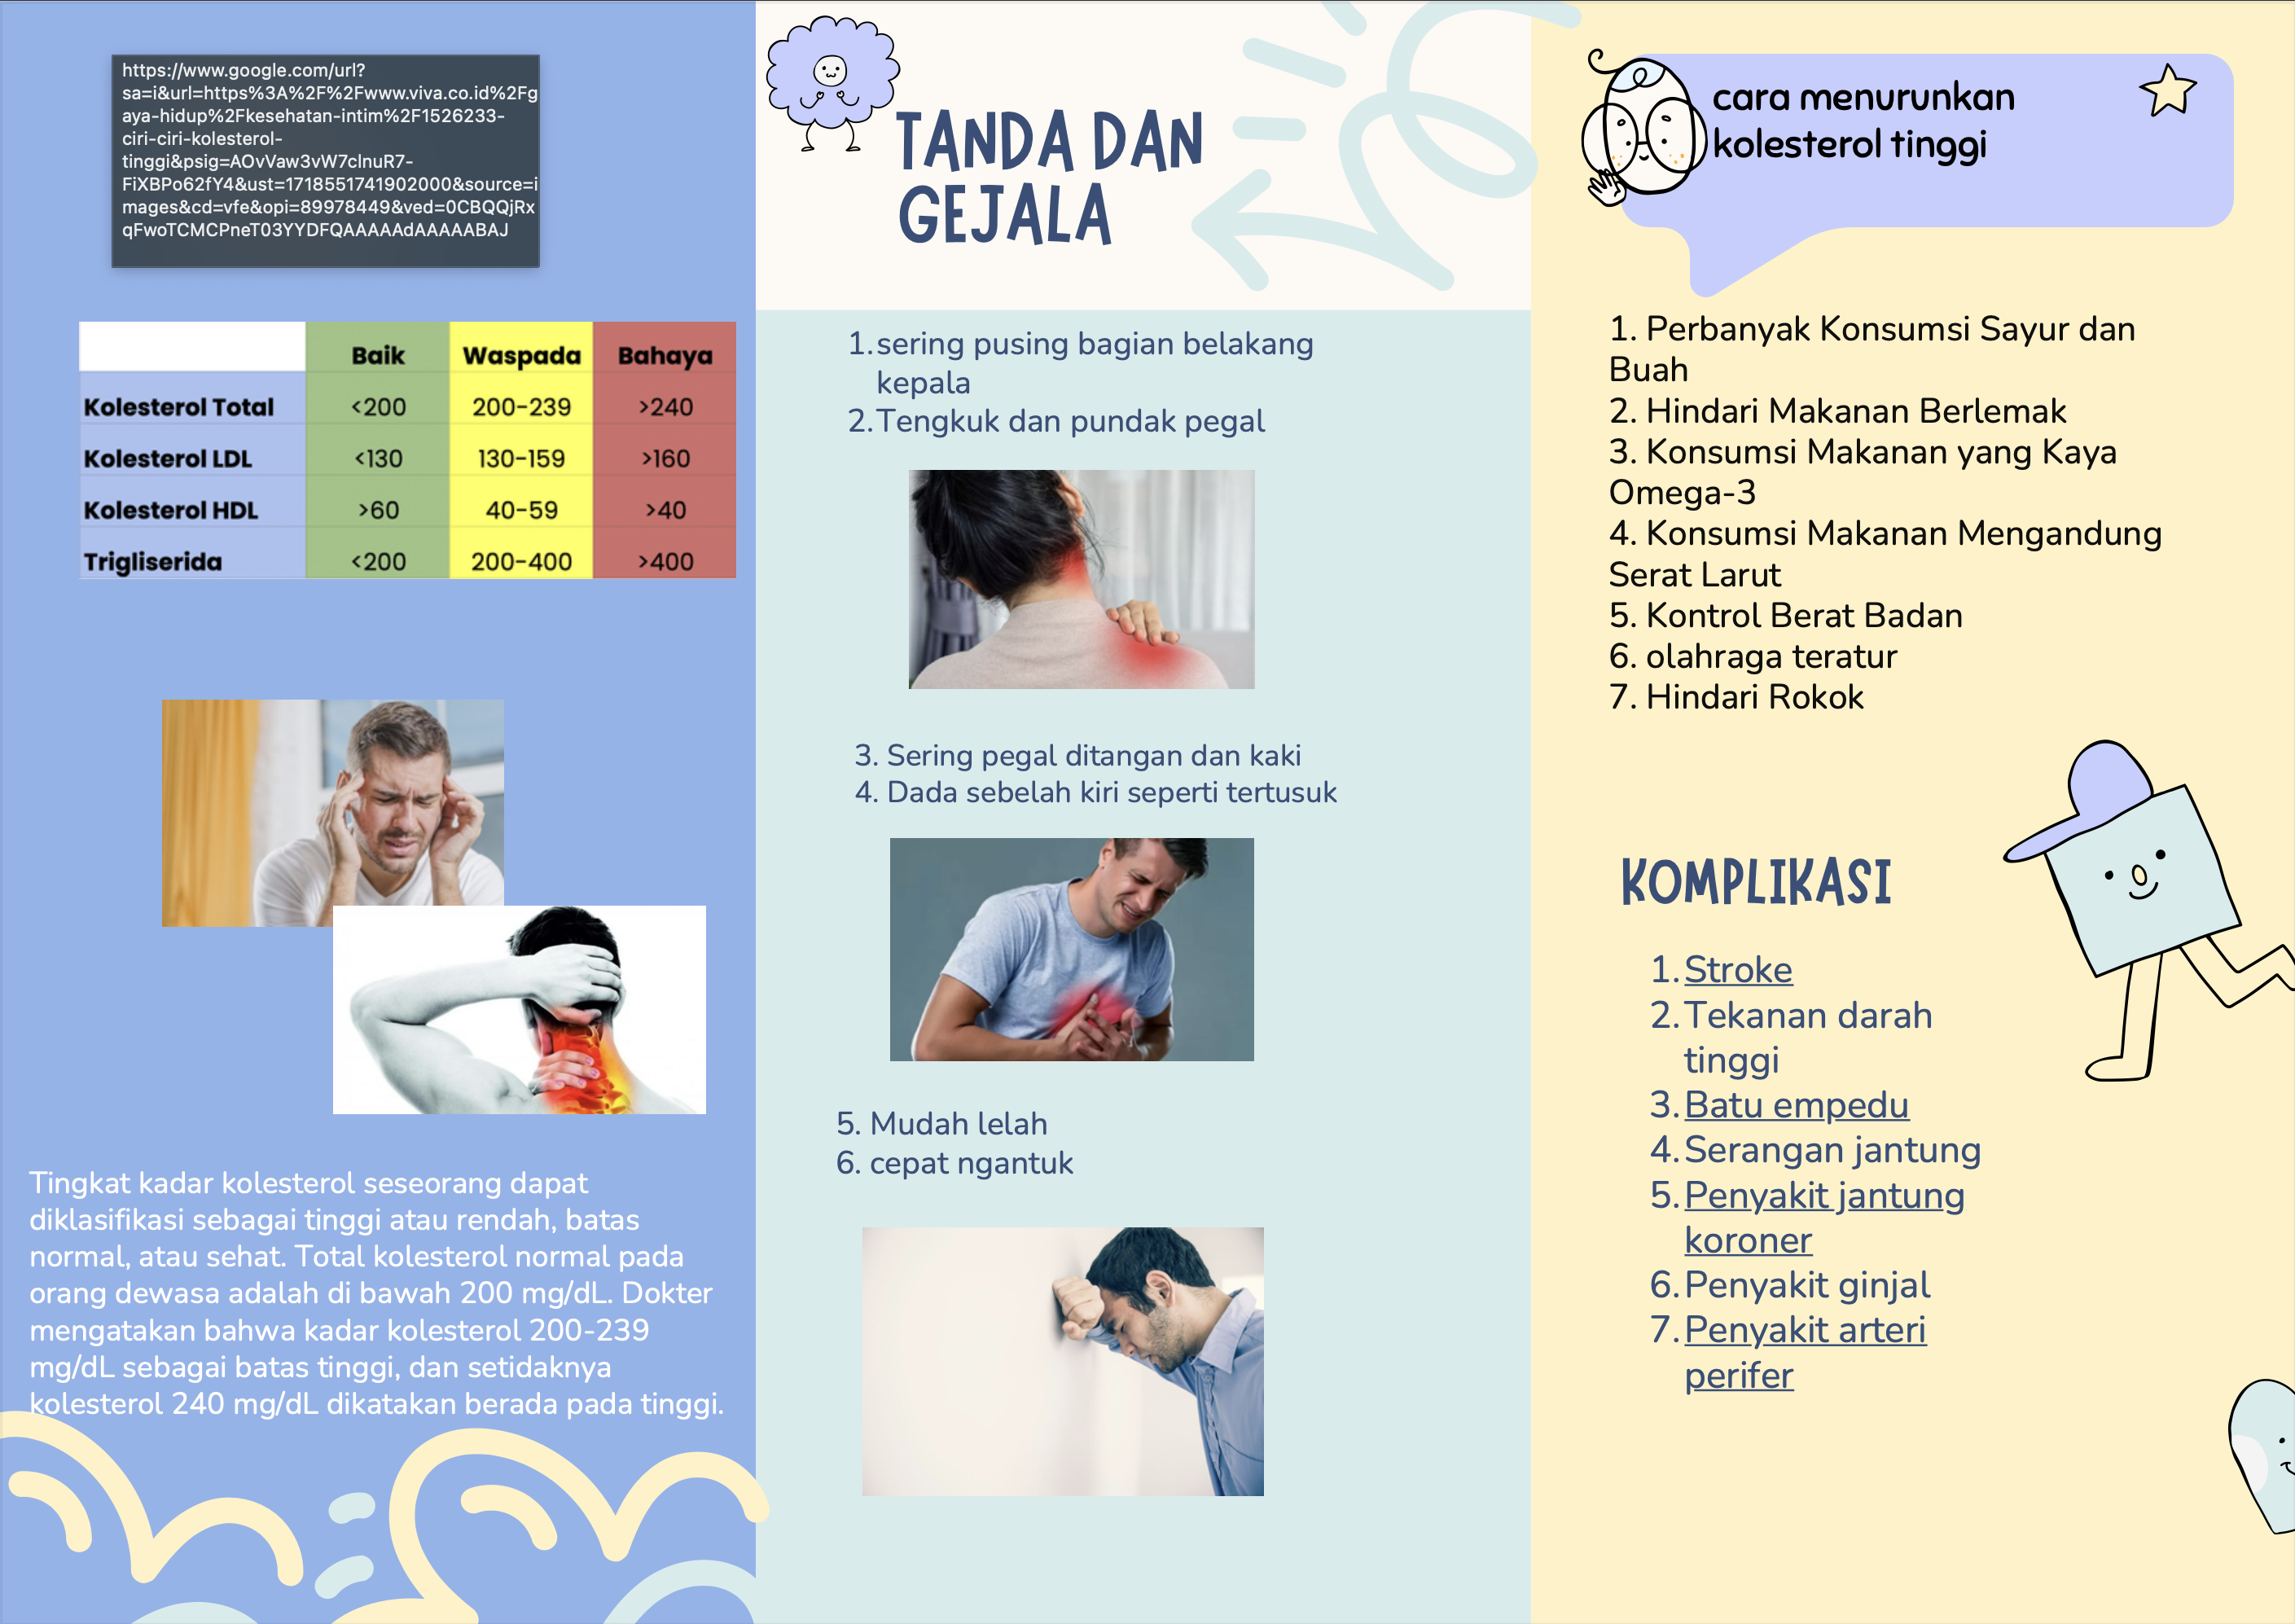 https://www.google.com/url?
sa=i&url=https%3A%2F%2Fwww.viva.co.id%2Fg
aya-hidup%2Fkesehatan-intim%2F1526233-
ciri-ciri-kolesterol-
tinggi&psig=AOvVaw3vW7clnuR7-
FiXBPo62fY4&ust=1718551741902000&source=i
mages&cd=vfe&opi=89978449&ved=0CBQQjRx
qFwoTCMCPneT03YYDFQAAAAAdAAAAABAJ
Baik Waspada Bahaya
Kolesterol Total <200 200-239 >240
Kolesterol LDL <130 130-159 >160
Kolesterol HDL >60 40-59 >40
Trigliserida <200 200-400 >400
Tingkat kadar kolesterol seseorang dapat
diklasifikasi sebagai tinggi atau rendah, batas
normal, atau sehat. Total kolesterol normal pada
orang dewasa adalah di bawah 200 mg/dL. Dokter
mengatakan bahwa kadar kolesterol 200-239
mg/dL sebagai batas tinggi, dan setidaknya
kolesterol 240 mg/dL dikatakan berada pada tinggi.
TANDA DAN
GEJALA
1. sering pusing bagian belakang
kepala
2. Tengkuk dan pundak pegal
3. Sering pegal ditangan dan kaki
4. Dada sebelah kiri seperti tertusuk
5. Mudah lelah
6. cepat ngantuk
cara menurunkan
kolesterol tinggi
1. Perbanyak Konsumsi Sayur dan
Buah
2. Hindari Makanan Berlemak
3. Konsumsi Makanan yang Kaya
Omega-3
4. Konsumsi Makanan Mengandung
Serat Larut
5. Kontrol Berat Badan
6. olahraga teratur
7. Hindari Rokok
KOMPLIKASI
1. Stroke
2. Tekanan darah
tinggi
3. Batu empedu
4. Serangan jantung
5. Penyakit jantung
koroner
6. Penyakit ginjal
7. Penyakit arteri
perifer